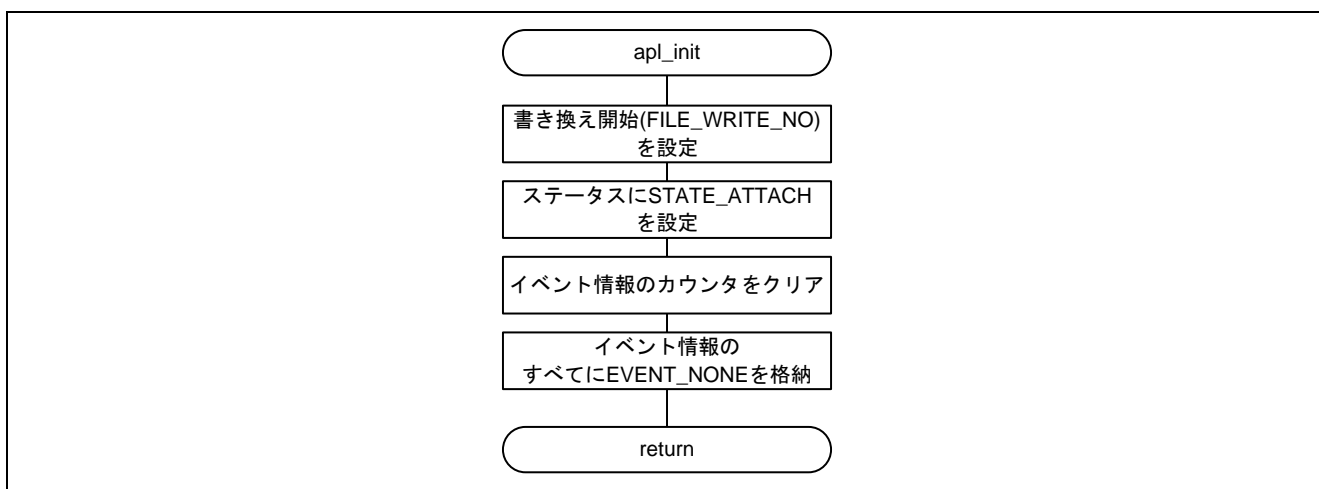 apl_init
書き換え開始(FILE_WRITE_NO)
を設定
ステータスにSTATE_ATTACH
を設定
イベント情報のカウンタをクリア
イベント情報の
すべてにEVENT_NONEを格納
return